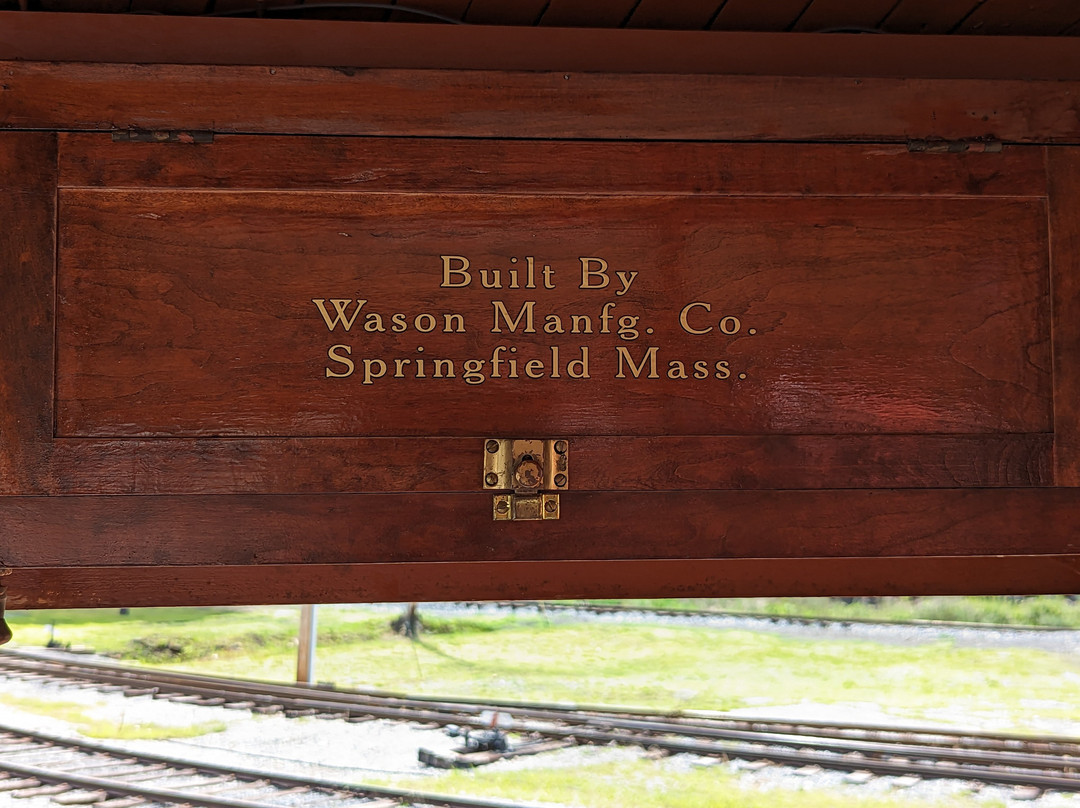 Built By
Wason Manfg. Co.
Springfield Mass.